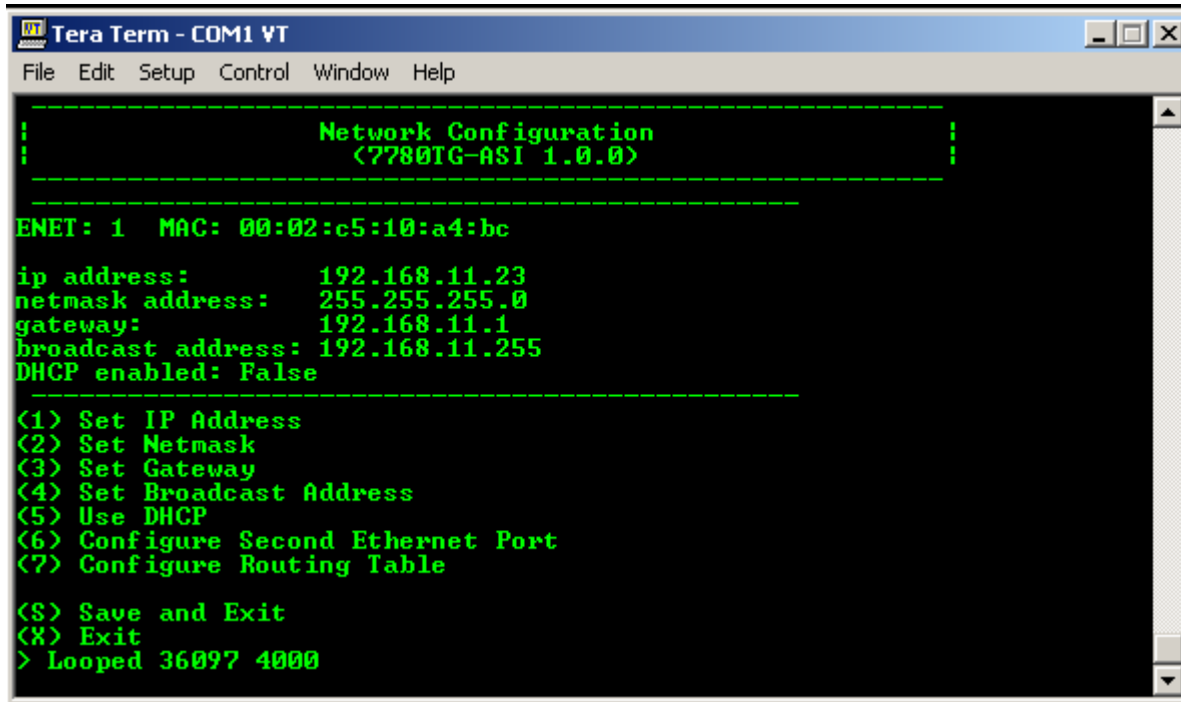 Tera Term - COM1 VT
File Edit Setup Control Window Help
Network Configuration
(7780TG-ASI 1.0.0)
ENET: 1 MAC: 00:02:c5:10:a4:bc
ip address: 192.168.11.23
netmask address: 255.255.255.0
gateway: 192.168.11.1
broadcast address: 192.168.11.255
DHCP enabled: False
(1) Set IP Address
(2) Set Netmask
(3) Set Gateway
(4) Set Broadcast Address
(5) Use DHCP
(6) Configure Second Ethernet Port
(7) Configure Routing Table
(S) Save and Exit
(X) Exit
> Looped 36097 4000